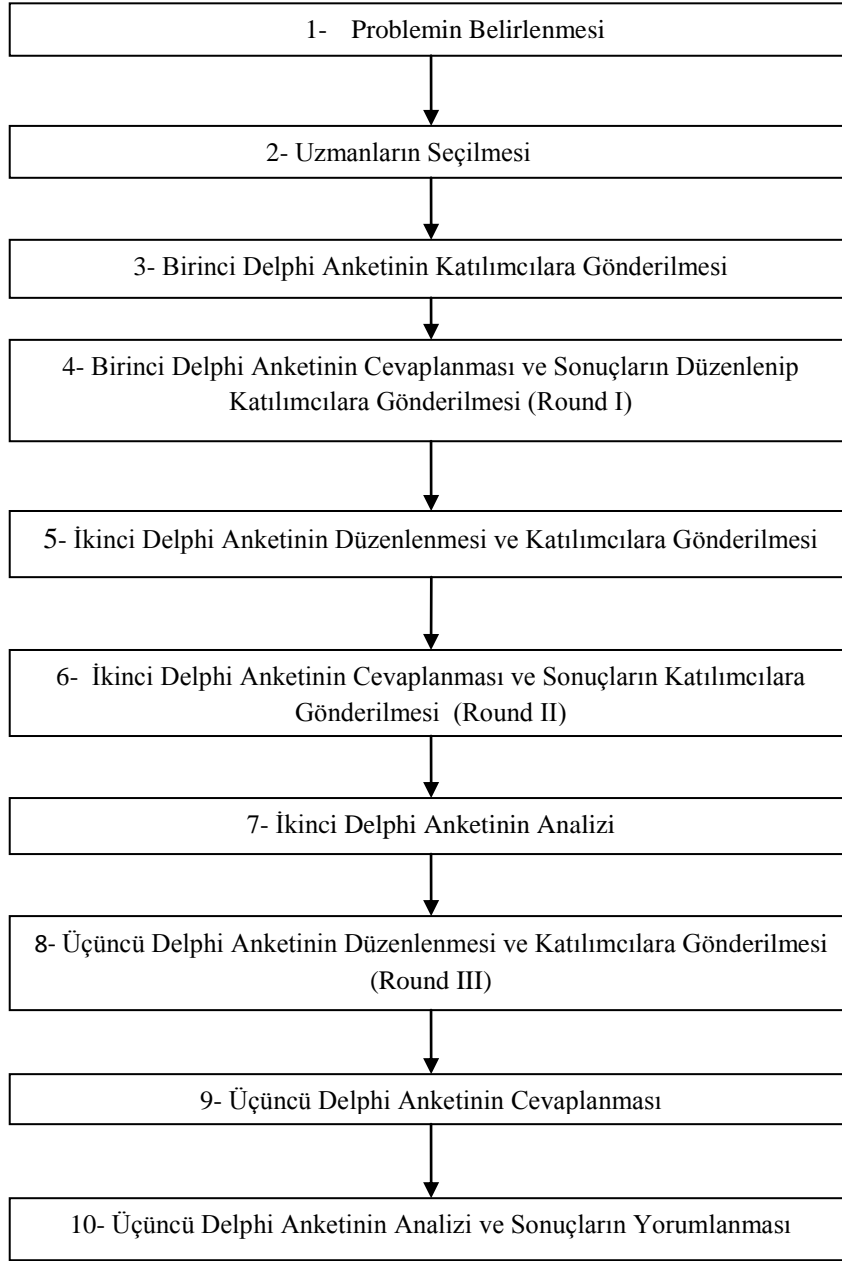 1- Problemin Belirlenmesi
2- Uzmanların Seçilmesi
3- Birinci Delphi Anketinin Katılımcılara Gönderilmesi
4- Birinci Delphi Anketinin Cevaplanması ve Sonuçların Düzenlenip
Katılımcılara Gönderilmesi (Round I)
5- İkinci Delphi Anketinin Düzenlenmesi ve Katılımcılara Gönderilmesi
6- İkinci Delphi Anketinin Cevaplanması ve Sonuçların Katılımcılara
Gönderilmesi (Round II)
7- İkinci Delphi Anketinin Analizi
8- Üçüncü Delphi Anketinin Düzenlenmesi ve Katılımcılara Gönderilmesi
(Round III)
9- Üçüncü Delphi Anketinin Cevaplanması
10- Üçüncü Delphi Anketinin Analizi ve Sonuçların Yorumlanması